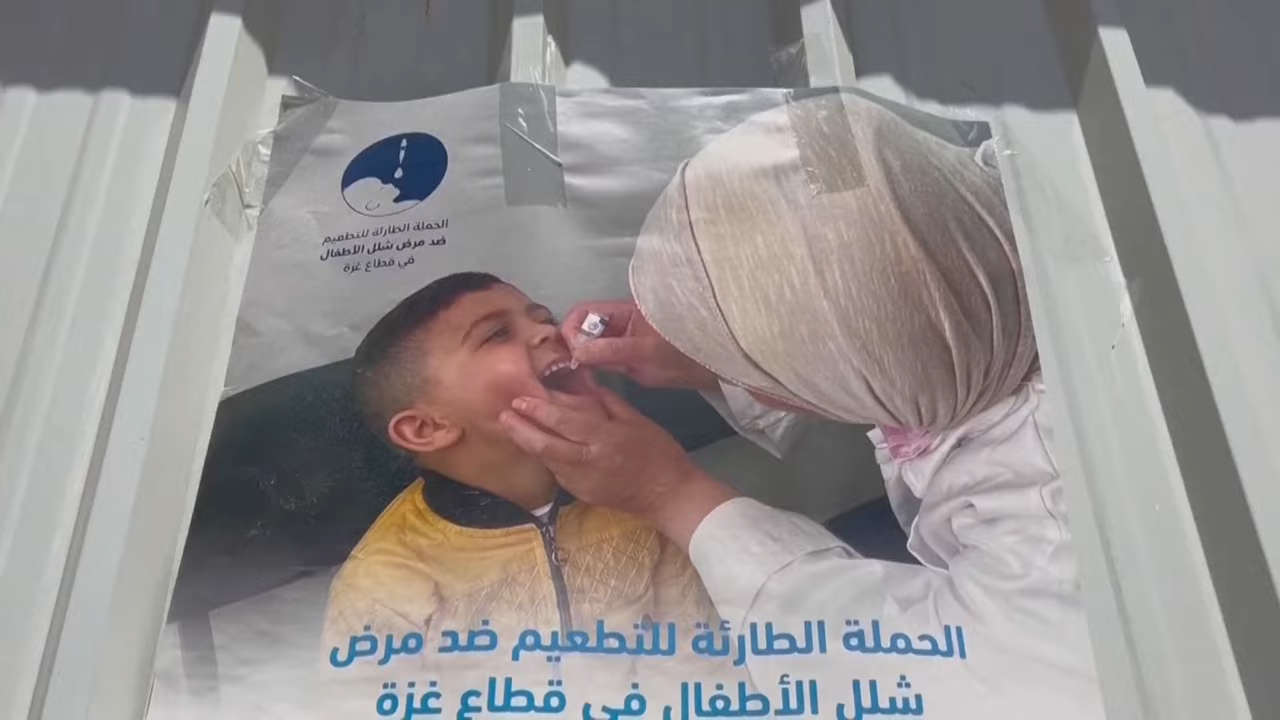 الحملة الطارئة للتطعيم
ضد مرض شلل الأطفال
في قطاع غزة
الحملة الطارئة للتطعيم ضد مرض
شلل الأطفال في قطاع غزة